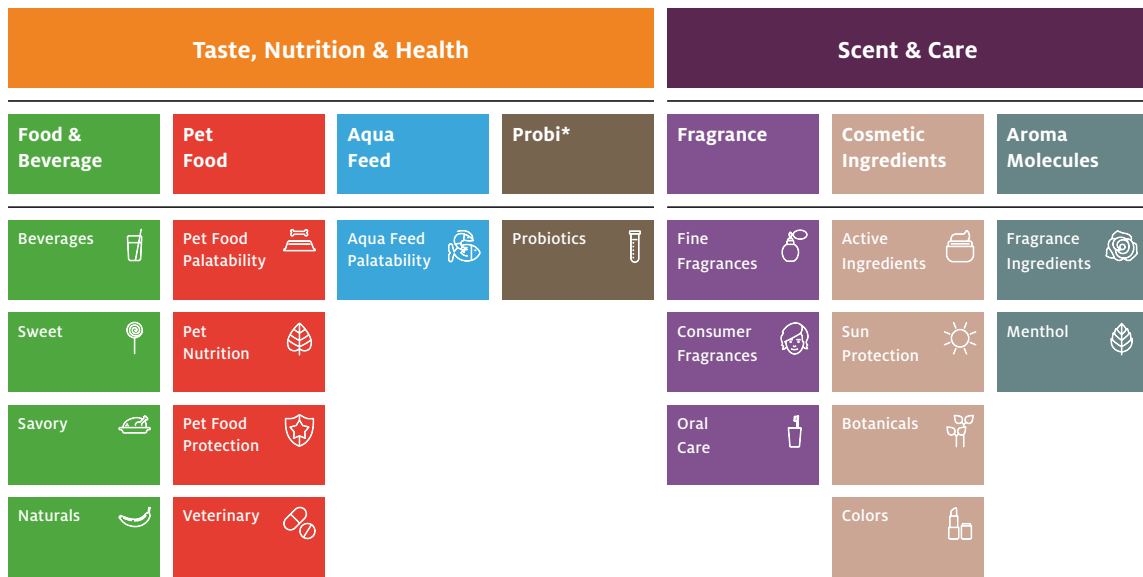 Taste, Nutrition & Health
Scent & Care
Food &
Beverage
Pet
Food
Aqua
Feed
Probi*
Fragrance
Cosmetic
Ingredients
Aroma
Molecules
Beverages
Pet Food
Palatability
Aqua Feed
Palatability
Probiotics
Fine
Fragrances
Active
Ingredients
Fragrance
Ingredients
Sweet
Pet
Nutrition
Consumer
Fragrances
Sun
Protection
Menthol
Savory
Pet Food
Protection
Oral
Care
Botanicals
Naturals
Veterinary
Colors